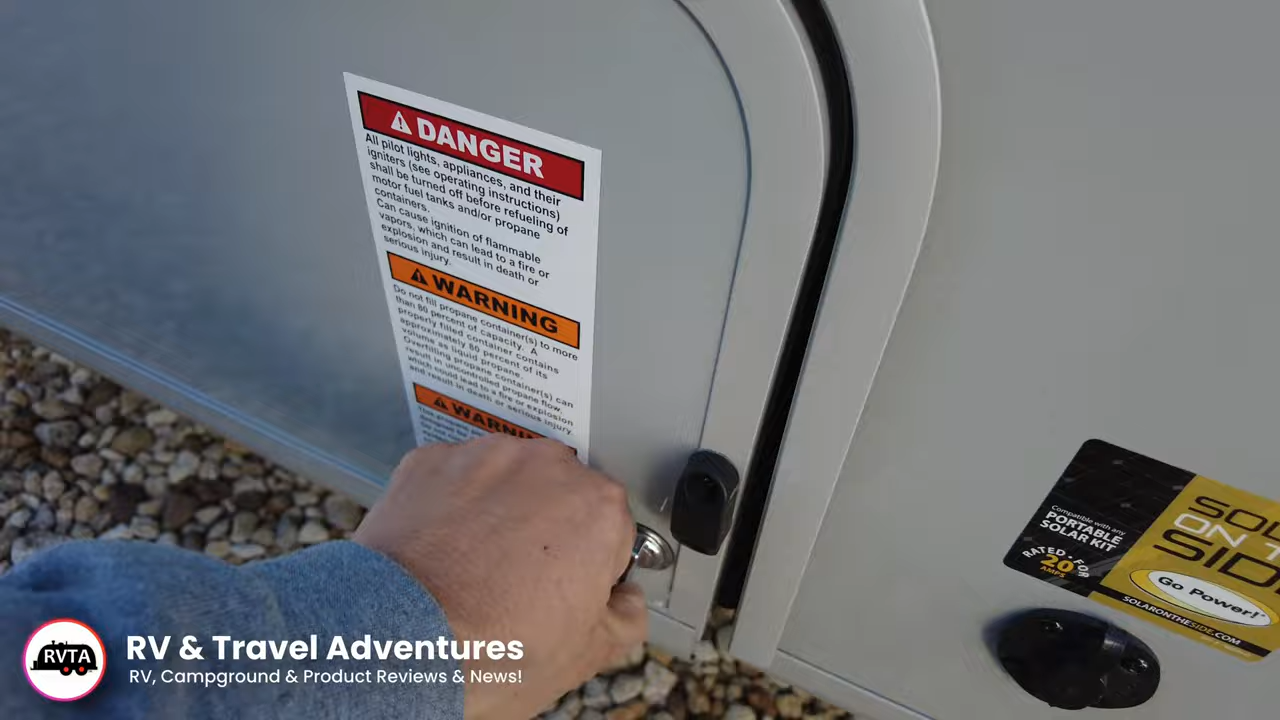 DANGER
All pilot lights, appliances, and their
igniters (see operating instructions)
shall be turned off before refueling of
motor fuel tanks and/or propane
containers.
Can cause ignition of flammable
vapors, which can lead to a fire or
explosion and result in death or
serious injury.
WARNING
Do not fill propane container(s) to more
than 80 percent of capacity. A
properly filled container contains
approximately 80 percent of its
volume as liquid propane.
Overfilling propane container(s) can
result in uncontrolled propane flow,
which could lead to a fire or explosion
and result in death or serious injury.
WARNING
Compatible with any
PORTABLE
SOLAR KIT
RATED FOR
20
AMPS
SOL
ON T
SIDE
Go Power!
SOLARONTHESIDE.COM
RVTA
RV & Travel Adventures
RV, Campground & Product Reviews & News!